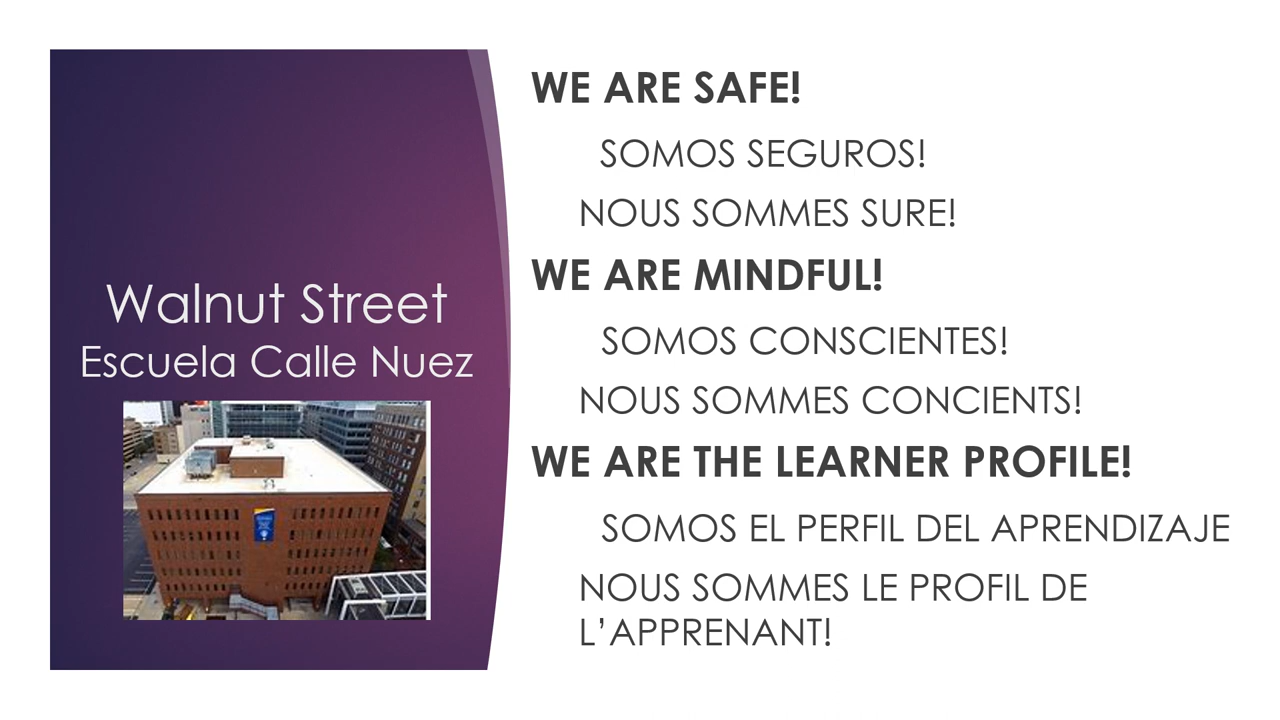 Walnut Street
Escuela Calle Nuez
WE ARE SAFE!
SOMOS SEGUROS!
NOUS SOMMES SURE!
WE ARE MINDFUL!
SOMOS CONSCIENTES!
NOUS SOMMES CONCIENTS!
WE ARE THE LEARNER PROFILE!
SOMOS EL PERFIL DEL APRENDIZAJE
NOUS SOMMES LE PROFIL DE
L’APPRENANT!